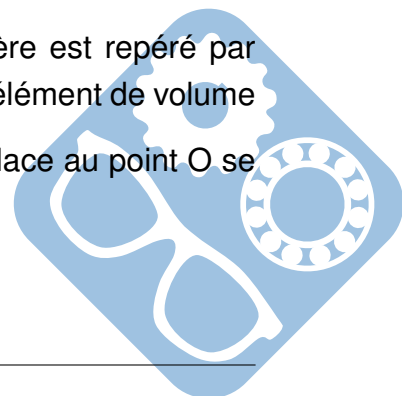 ère est repéré par
élément de volume
lace au point O se